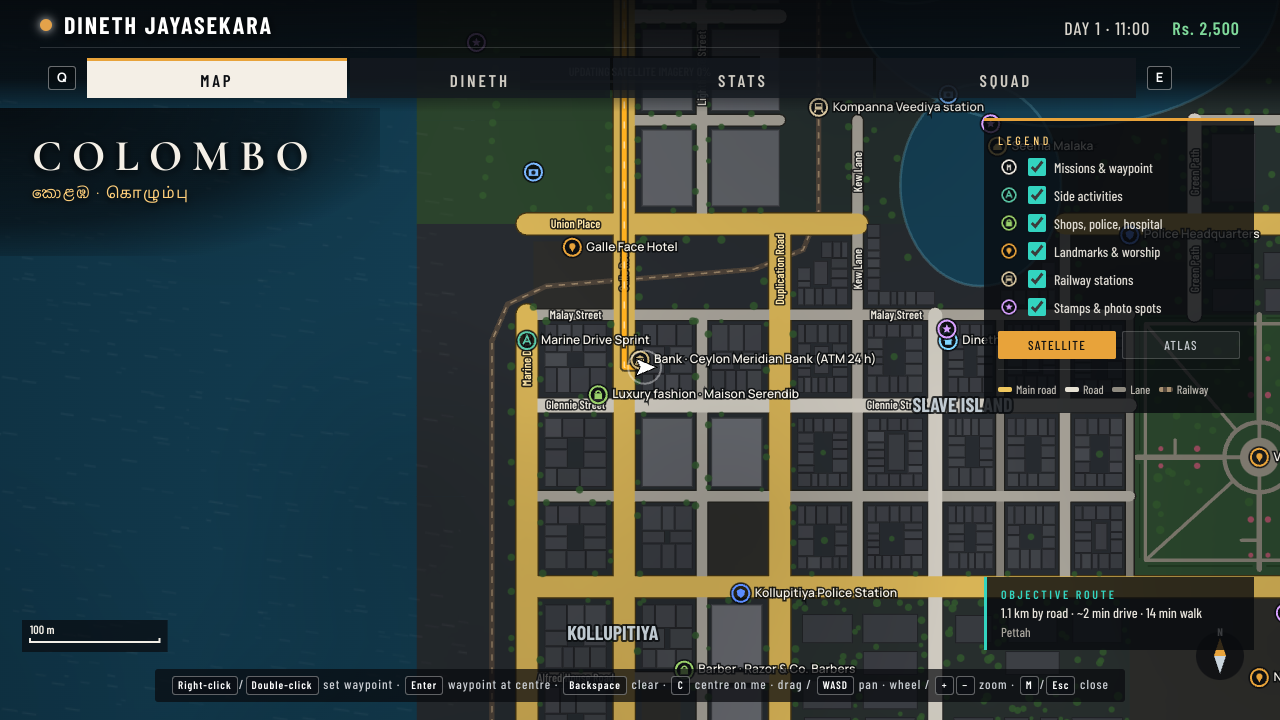 DINETH JAYASEKARA
DAY 1 · 11:00
Rs. 2,500
Q
MAP
DINETH
STATS
SQUAD
E
COLOMBO
කොළඹ · கொழும்பு
Kompanna Veediya station
Seema Malaka
LEGEND
Missions & waypoint
Side activities
Shops, police, hospital
Landmarks & worship
Railway stations
Stamps & photo spots
SATELLITE
ATLAS
Main road
Road
Lane
Railway
Green Path
Green Path
Police Headquarters
Kew Lane
Kew Lane
Union Place
Galle Face Hotel
Duplication Road
Malay Street
Malay Street
Marine Drive Sprint
Bank · Ceylon Meridian Bank (ATM 24 h)
Luxury fashion · Maison Serendib
Glennie Street
SLAVE ISLAND
Kollupitiya Police Station
KOLLUPITIYA
Barber · Razor & Co. Barbers
OBJECTIVE ROUTE
1.1 km by road · ~2 min drive · 14 min walk
Pettah
N
100 m
Right-click / Double-click set waypoint · Enter waypoint at centre · Backspace clear · C centre on me · drag / WASD pan · wheel / + − zoom · M / Esc close